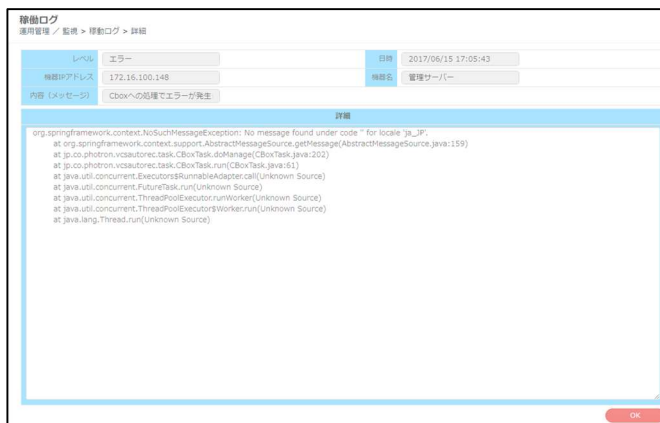 稼働ログ
運用管理 ／ 監視 > 稼動ログ > 詳細
レベル エラー 日時 2017/06/15 17:05:43
機器IPアドレス 172.16.100.148 機器名 管理サーバー
内容（メッセージ） Cboxへの処理でエラーが発生
詳細
org.springframework.context.NoSuchMessageException: No message found under code '' for locale 'ja_JP'.
at org.springframework.context.support.AbstractMessageSource.getMessage(AbstractMessageSource.java:159)
at jp.co.photron.vcsautorec.task.CBoxTask.doManage(CBoxTask.java:202)
at jp.co.photron.vcsautorec.task.CBoxTask.run(CBoxTask.java:61)
at java.util.concurrent.Executors$RunnableAdapter.call(Unknown Source)
at java.util.concurrent.FutureTask.run(Unknown Source)
at java.util.concurrent.ThreadPoolExecutor.runWorker(Unknown Source)
at java.util.concurrent.ThreadPoolExecutor$Worker.run(Unknown Source)
at java.lang.Thread.run(Unknown Source)
OK